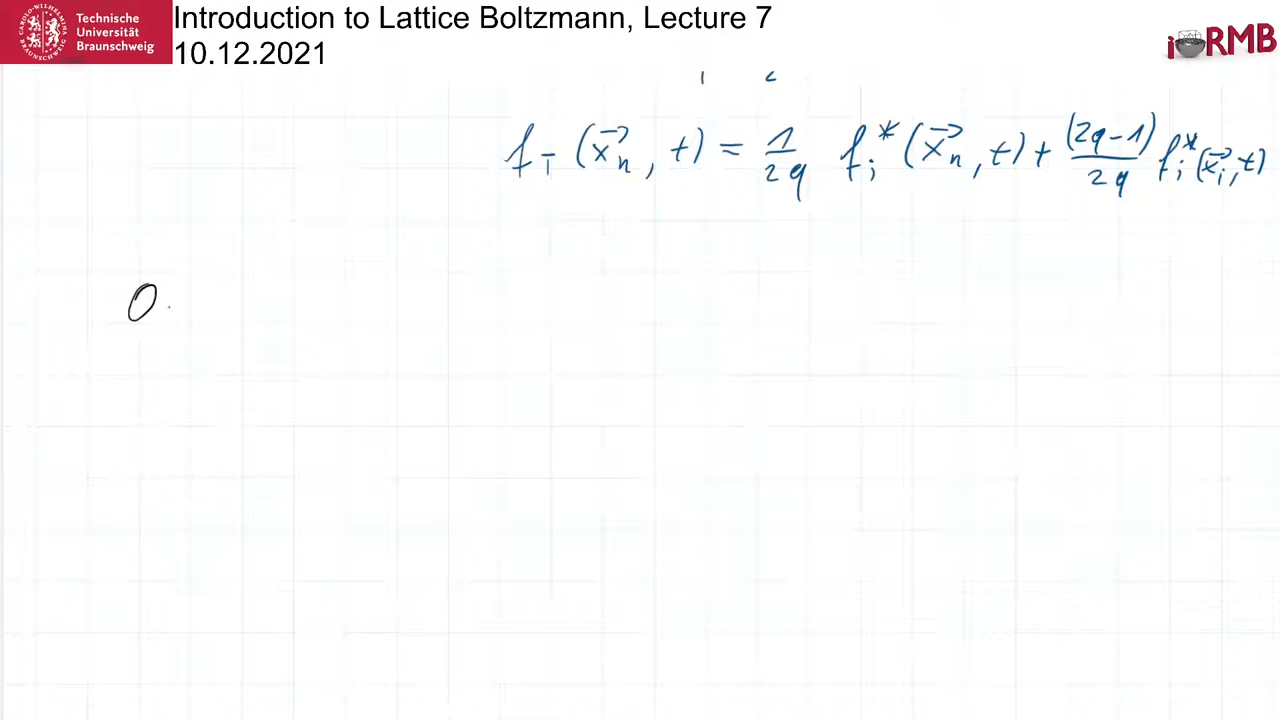 Technische
Universität
Braunschweig
Introduction to Lattice Boltzmann, Lecture 7
10.12.2021
iRMB
f_ī (x⃗_n, t) = 1/2q f_i^* (x⃗_n, t) + (2q-1)/2q f_i^* (x⃗_i, t)
0.